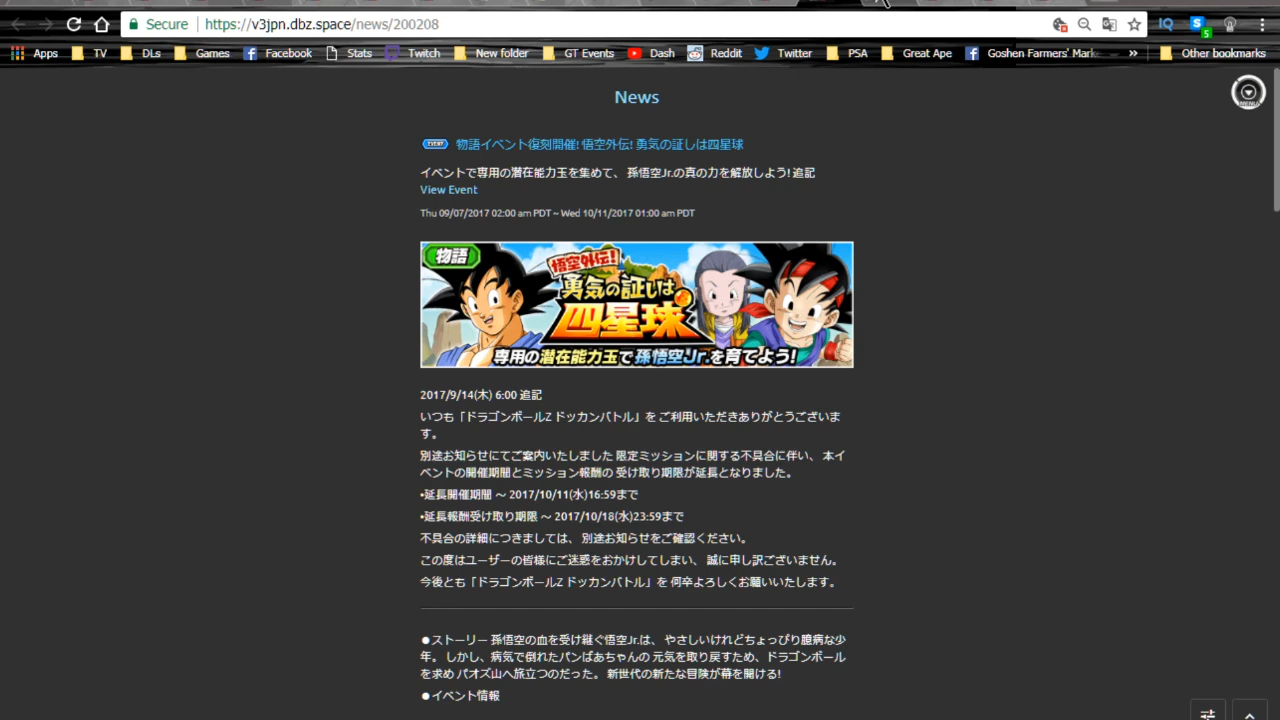 Secure https://v3jpn.dbz.space/news/200208
5
Apps TV DLs Games Facebook Stats Twitch New folder GT Events Dash Reddit Twitter PSA Great Ape Goshen Farmers' Mark » Other bookmarks
News
MENU
EVENT 物語イベント復刻開催! 悟空外伝! 勇気の証しは四星球
イベントで専用の潜在能力玉を集めて、 孫悟空Jr.の真の力を解放しよう! 追記
View Event
Thu 09/07/2017 02:00 am PDT ~ Wed 10/11/2017 01:00 am PDT
物語
悟空外伝!
勇気の証しは
四星球
専用の潜在能力玉で孫悟空Jr.を育てよう!
2017/9/14(木) 6:00 追記
いつも「ドラゴンボールZ ドッカンバトル」を ご利用いただきありがとうございま
す。
別途お知らせにてご案内いたしました 限定ミッションに関する不具合に伴い、 本イ
ベントの開催期間とミッション報酬の 受け取り期限が延長となりました。
•延長開催期間 ～ 2017/10/11(水)16:59まで
•延長報酬受け取り期限 ～ 2017/10/18(水)23:59まで
不具合の詳細につきましては、 別途お知らせをご確認ください。
この度はユーザーの皆様にご迷惑をおかけしてしまい、 誠に申し訳ございません。
今後とも「ドラゴンボールZ ドッカンバトル」を 何卒よろしくお願いいたします。
●ストーリー 孫悟空の血を受け継ぐ悟空Jr.は、 やさしいけれどちょっぴり臆病な少
年。 しかし、病気で倒れたパンばあちゃんの 元気を取り戻すため、ドラゴンボール
を求め パオズ山へ旅立つのだった。 新世代の新たな冒険が幕を開ける!
●イベント情報